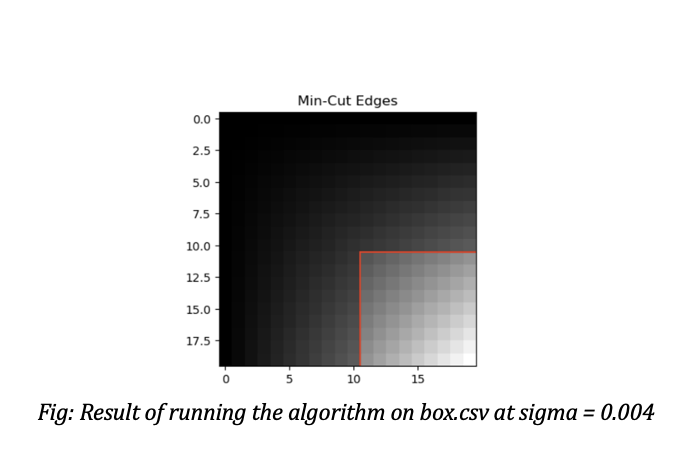 Min-Cut Edges
0.0
2.5
5.0
7.5
10.0
12.5
15.0
17.5
0 5 10 15
Fig: Result of running the algorithm on box.csv at sigma = 0.004